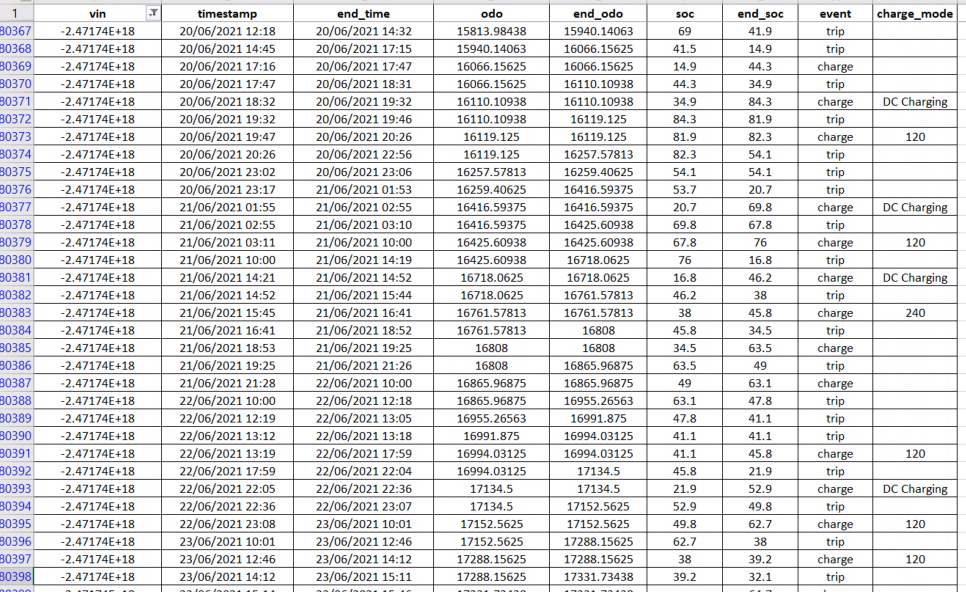 1 vin timestamp end_time odo end_odo soc end_soc event charge_mode
80367 -2.47174E+18 20/06/2021 12:18 20/06/2021 14:32 15813.98438 15940.14063 69 41.9 trip
80368 -2.47174E+18 20/06/2021 14:45 20/06/2021 17:15 15940.14063 16066.15625 41.5 14.9 trip
80369 -2.47174E+18 20/06/2021 17:16 20/06/2021 17:47 16066.15625 16066.15625 14.9 44.3 charge
80370 -2.47174E+18 20/06/2021 17:47 20/06/2021 18:31 16066.15625 16110.10938 44.3 34.9 trip
80371 -2.47174E+18 20/06/2021 18:32 20/06/2021 19:32 16110.10938 16110.10938 34.9 84.3 charge DC Charging
80372 -2.47174E+18 20/06/2021 19:32 20/06/2021 19:46 16110.10938 16119.125 84.3 81.9 trip
80373 -2.47174E+18 20/06/2021 19:47 20/06/2021 20:26 16119.125 16119.125 81.9 82.3 charge 120
80374 -2.47174E+18 20/06/2021 20:26 20/06/2021 22:56 16119.125 16257.57813 82.3 54.1 trip
80375 -2.47174E+18 20/06/2021 23:02 20/06/2021 23:06 16257.57813 16259.40625 54.1 54.1 trip
80376 -2.47174E+18 20/06/2021 23:17 21/06/2021 01:53 16259.40625 16416.59375 53.7 20.7 trip
80377 -2.47174E+18 21/06/2021 01:55 21/06/2021 02:55 16416.59375 16416.59375 20.7 69.8 charge DC Charging
80378 -2.47174E+18 21/06/2021 02:55 21/06/2021 03:10 16416.59375 16425.60938 69.8 67.8 trip
80379 -2.47174E+18 21/06/2021 03:11 21/06/2021 10:00 16425.60938 16425.60938 67.8 76 charge 120
80380 -2.47174E+18 21/06/2021 10:00 21/06/2021 14:19 16425.60938 16718.0625 76 16.8 trip
80381 -2.47174E+18 21/06/2021 14:21 21/06/2021 14:52 16718.0625 16718.0625 16.8 46.2 charge DC Charging
80382 -2.47174E+18 21/06/2021 14:52 21/06/2021 15:44 16718.0625 16761.57813 46.2 38 trip
80383 -2.47174E+18 21/06/2021 15:45 21/06/2021 16:41 16761.57813 16761.57813 38 45.8 charge 240
80384 -2.47174E+18 21/06/2021 16:41 21/06/2021 18:52 16761.57813 16808 45.8 34.5 trip
80385 -2.47174E+18 21/06/2021 18:53 21/06/2021 19:25 16808 16808 34.5 63.5 charge
80386 -2.47174E+18 21/06/2021 19:25 21/06/2021 21:26 16808 16865.96875 63.5 49 trip
80387 -2.47174E+18 21/06/2021 21:28 22/06/2021 10:00 16865.96875 16865.96875 49 63.1 charge
80388 -2.47174E+18 22/06/2021 10:00 22/06/2021 12:18 16865.96875 16955.26563 63.1 47.8 trip
80389 -2.47174E+18 22/06/2021 12:19 22/06/2021 13:05 16955.26563 16991.875 47.8 41.1 trip
80390 -2.47174E+18 22/06/2021 13:12 22/06/2021 13:18 16991.875 16994.03125 41.1 41.1 trip
80391 -2.47174E+18 22/06/2021 13:19 22/06/2021 17:59 16994.03125 16994.03125 41.1 45.8 charge 120
80392 -2.47174E+18 22/06/2021 17:59 22/06/2021 22:04 16994.03125 17134.5 45.8 21.9 trip
80393 -2.47174E+18 22/06/2021 22:05 22/06/2021 22:36 17134.5 17134.5 21.9 52.9 charge DC Charging
80394 -2.47174E+18 22/06/2021 22:36 22/06/2021 23:07 17134.5 17152.5625 52.9 49.8 trip
80395 -2.47174E+18 22/06/2021 23:08 23/06/2021 10:01 17152.5625 17152.5625 49.8 62.7 charge 120
80396 -2.47174E+18 23/06/2021 10:01 23/06/2021 12:46 17152.5625 17288.15625 62.7 38 trip
80397 -2.47174E+18 23/06/2021 12:46 23/06/2021 14:12 17288.15625 17288.15625 38 39.2 charge 120
80398 -2.47174E+18 23/06/2021 14:12 23/06/2021 15:11 17288.15625 17331.73438 39.2 32.1 trip